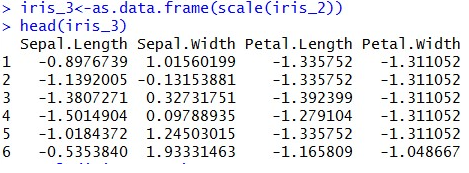 > iris_3<-as.data.frame(scale(iris_2))
> head(iris_3)
  Sepal.Length Sepal.Width Petal.Length Petal.Width
1   -0.8976739  1.01560199    -1.335752   -1.311052
2   -1.1392005 -0.13153881    -1.335752   -1.311052
3   -1.3807271  0.32731751    -1.392399   -1.311052
4   -1.5014904  0.09788935    -1.279104   -1.311052
5   -1.0184372  1.24503015    -1.335752   -1.311052
6   -0.5353840  1.93331463    -1.165809   -1.048667